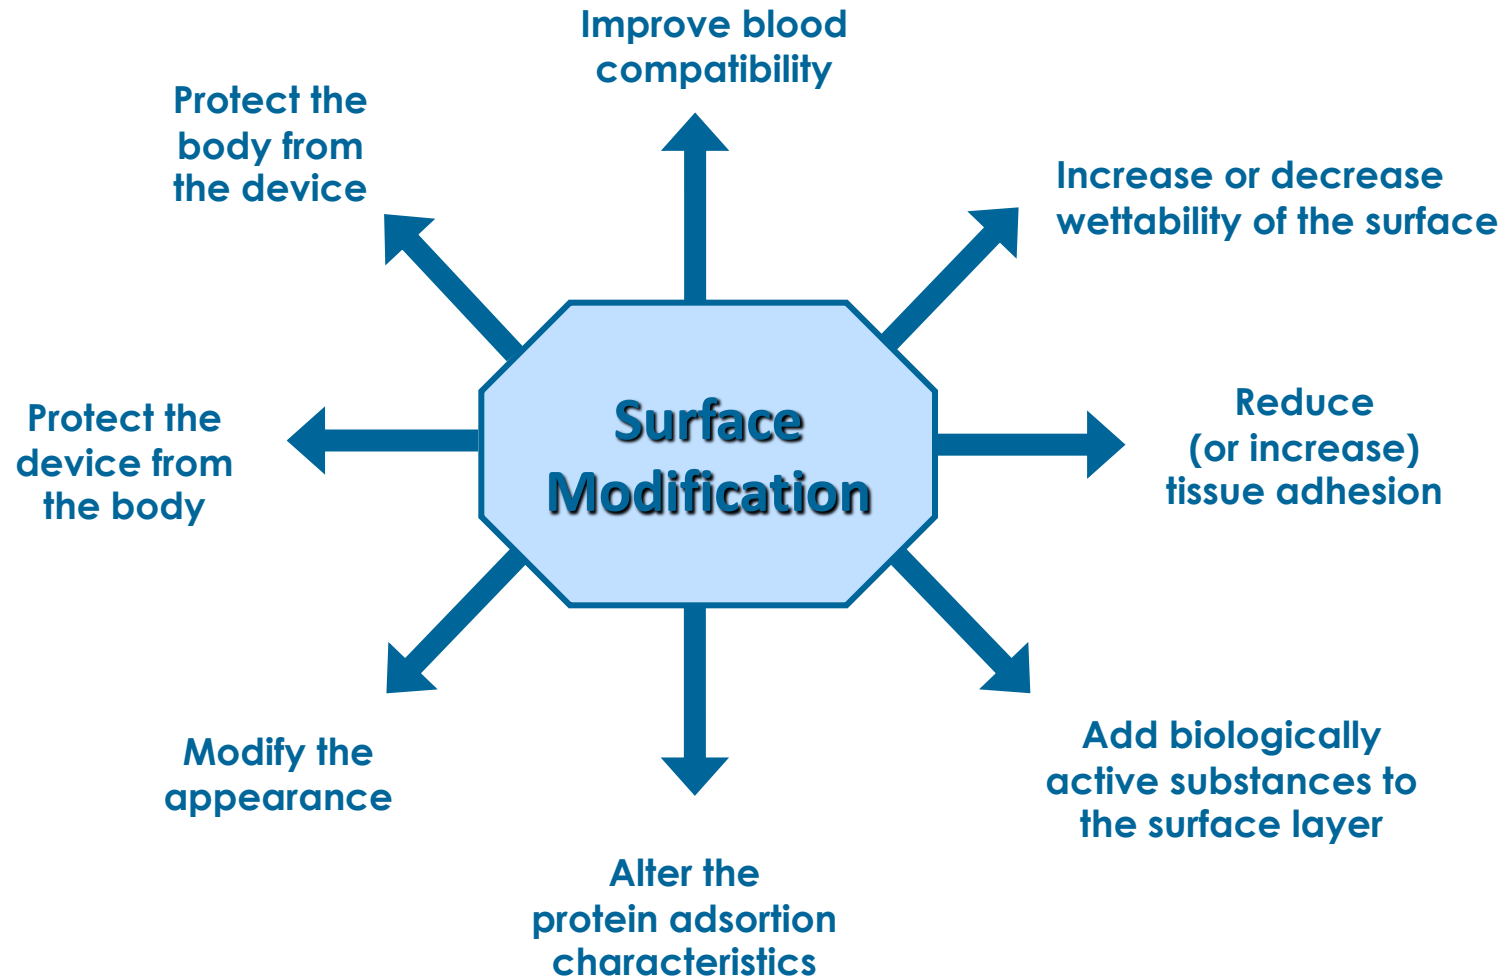 Improve blood
compatibility
Protect the
body from
the device
Increase or decrease
wettability of the surface
Protect the
device from
the body
Surface
Modification
Reduce
(or increase)
tissue adhesion
Modify the
appearance
Add biologically
active substances to
the surface layer
Alter the
protein adsortion
characteristics